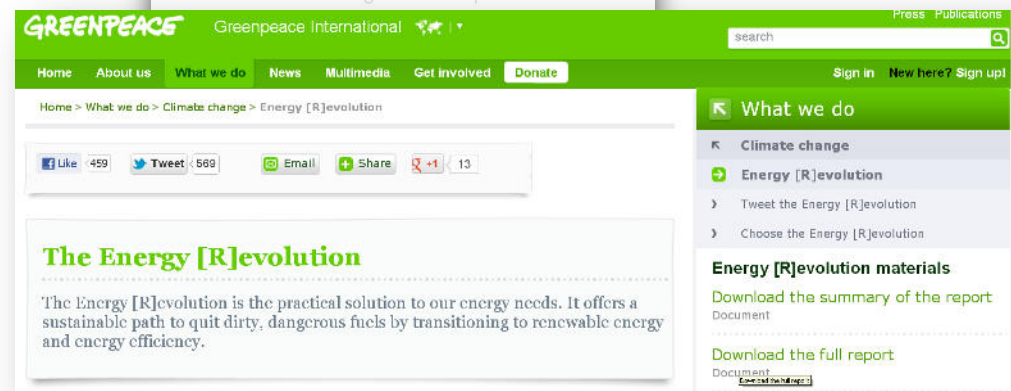 GREENPEACE Greenpeace International
Press Publications
search
Home About us What we do News Multimedia Get involved Donate
Sign in New here? Sign up!
Home > What we do > Climate change > Energy [R]evolution
Like 459 Tweet 569 Email Share +1 13
The Energy [R]evolution
The Energy [R]evolution is the practical solution to our energy needs. It offers a
sustainable path to quit dirty, dangerous fuels by transitioning to renewable energy
and energy efficiency.
What we do
Climate change
Energy [R]evolution
Tweet the Energy [R]evolution
Choose the Energy [R]evolution
Energy [R]evolution materials
Download the summary of the report
Document
Download the full report
Document
Download the full report